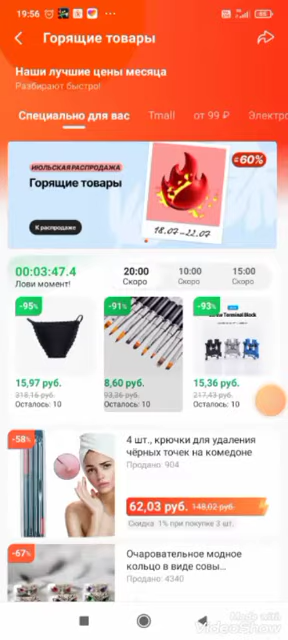 19:56
Горящие товары
Наши лучшие цены месяца
Разбирают быстро!
Специально для вас Tmall от 99 ₽ Электро
ИЮЛЬСКАЯ РАСПРОДАЖА
Горящие товары
К распродаже
-60%
18.07-22.07
00:03:47.4 20:00 10:00 15:00
Лови момент! Скоро Скоро Скоро
-95% -91% -93%
Terminal Block
15,97 руб. 8,60 руб. 15,36 руб.
318,16 руб. 93,36 руб. 217,43 руб.
Осталось: 10 Осталось: 10 Осталось: 10
-58%
4 шт., крючки для удаления
чёрных точек на комедоне
Продано: 904
62,03 руб. 148,02 руб.
Скидка 1% при покупке 3 шт.
-67%
Очаровательное модное
кольцо в виде совы…
Продано: 4340
Made with
VideoShow